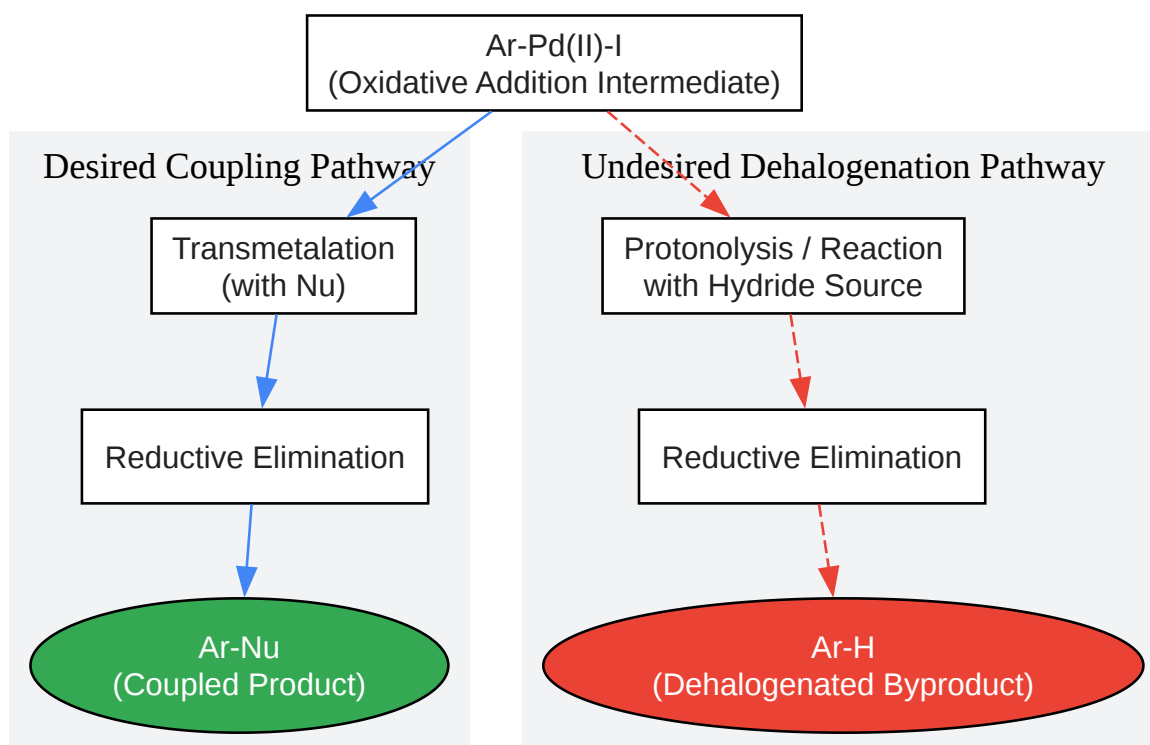 Ar-Pd(II)-I
(Oxidative Addition Intermediate)
Desired Coupling Pathway
Transmetalation
(with Nu)
Reductive Elimination
Ar-Nu
(Coupled Product)
Undesired Dehalogenation Pathway
Protonolysis / Reaction
with Hydride Source
Reductive Elimination
Ar-H
(Dehalogenated Byproduct)